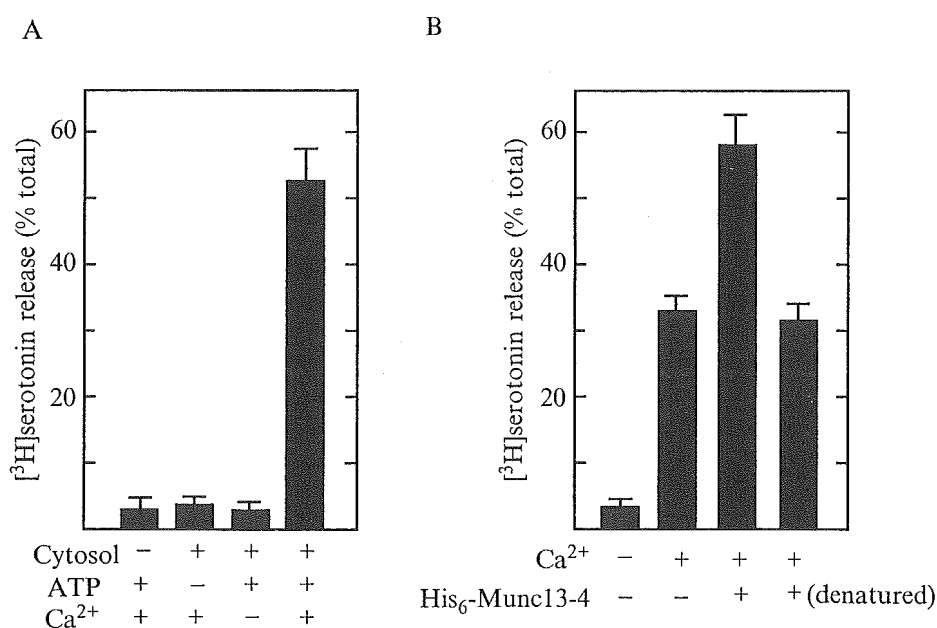 A
[³H]serotonin release (% total)
60
40
20
Cytosol – + + +
ATP + – + +
Ca²⁺ + + – +
B
[³H]serotonin release (% total)
60
40
20
Ca²⁺ – + + +
His₆-Munc13-4 – – + + (denatured)